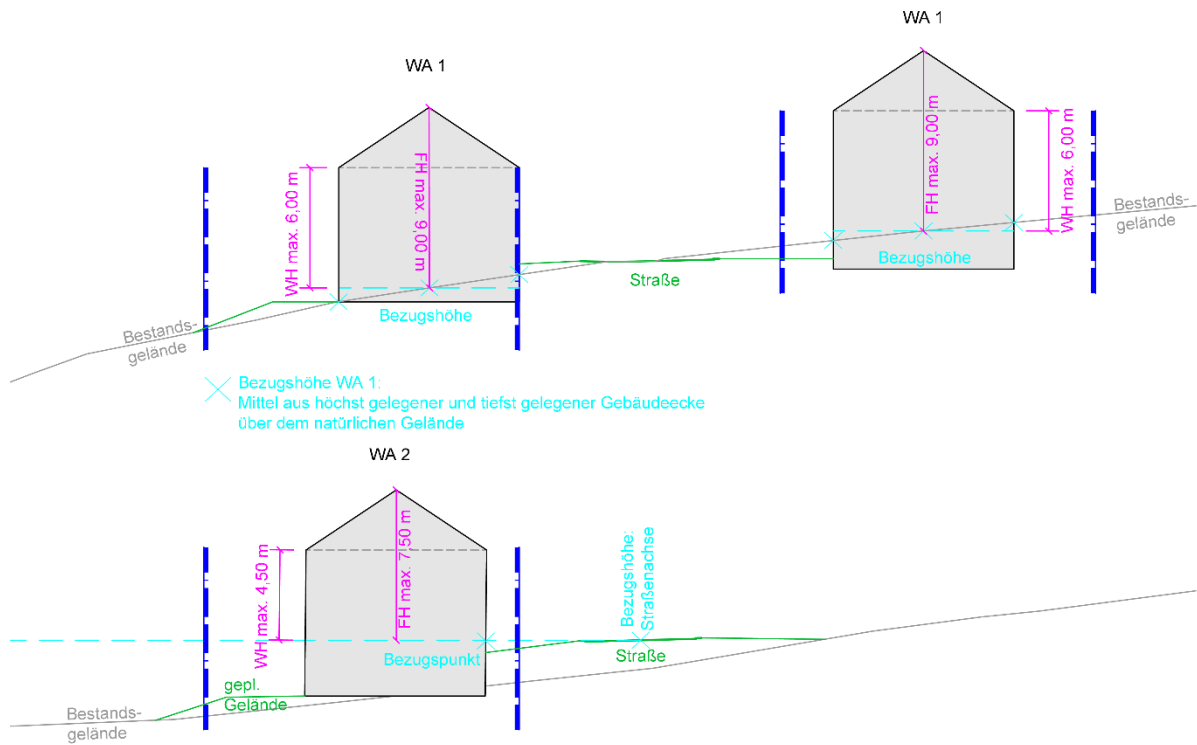 WA 1
WA 1
WH max. 6,00 m
FH max. 9,00 m
FH max. 9,00 m
WH max. 6,00 m
Bestands-
gelände
Bezugshöhe
Straße
Bezugshöhe
Bestands-
gelände
Bezugshöhe WA 1:
Mittel aus höchst gelegener und tiefst gelegener Gebäudeecke
über dem natürlichen Gelände
WA 2
WH max. 4,50 m
FH max. 7,50 m
Bezugshöhe:
Straßenachse
Bezugspunkt
Straße
gepl.
Gelände
Bestands-
gelände